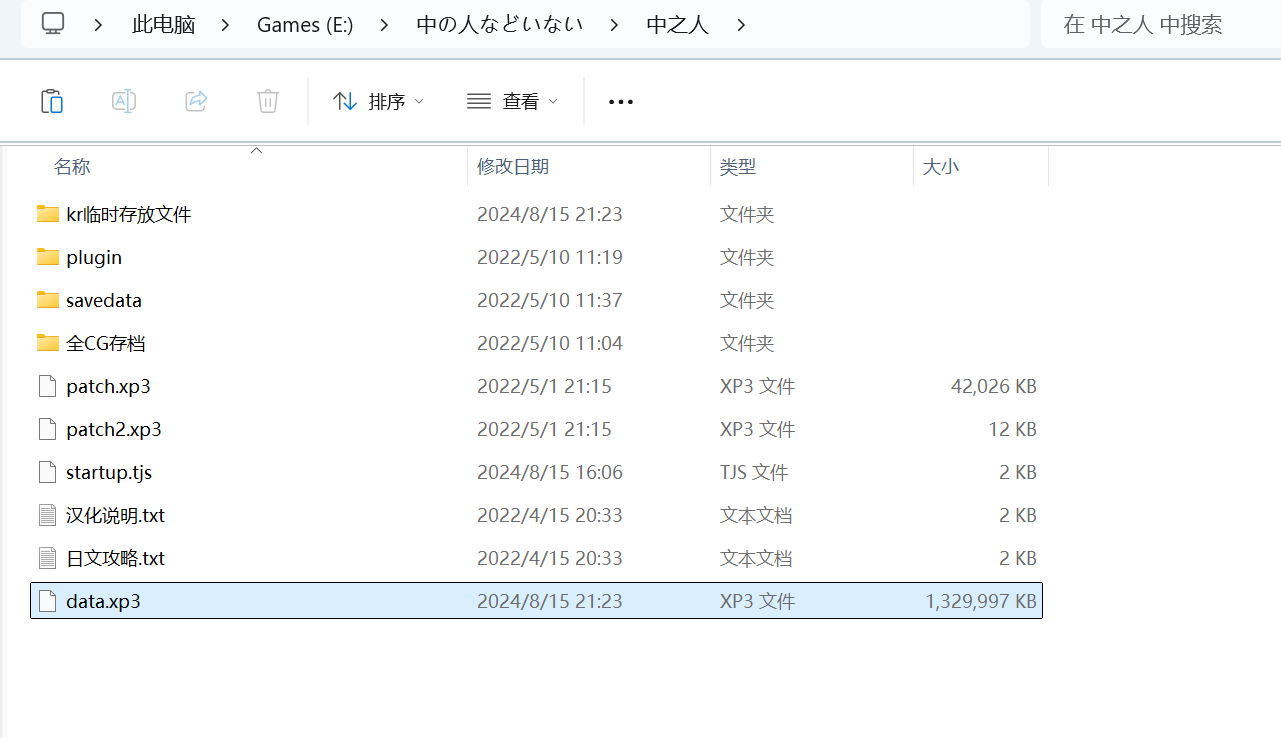 此电脑 > Games (E:) > 中の人などいない > 中之人 >
在 中之人 中搜索
排序 查看
名称 修改日期 类型 大小
kr临时存放文件 2024/8/15 21:23 文件夹
plugin 2022/5/10 11:19 文件夹
savedata 2022/5/10 11:37 文件夹
全CG存档 2022/5/10 11:04 文件夹
patch.xp3 2022/5/1 21:15 XP3 文件 42,026 KB
patch2.xp3 2022/5/1 21:15 XP3 文件 12 KB
startup.tjs 2024/8/15 16:06 TJS 文件 2 KB
汉化说明.txt 2022/4/15 20:33 文本文档 2 KB
日文攻略.txt 2022/4/15 20:33 文本文档 2 KB
data.xp3 2024/8/15 21:23 XP3 文件 1,329,997 KB